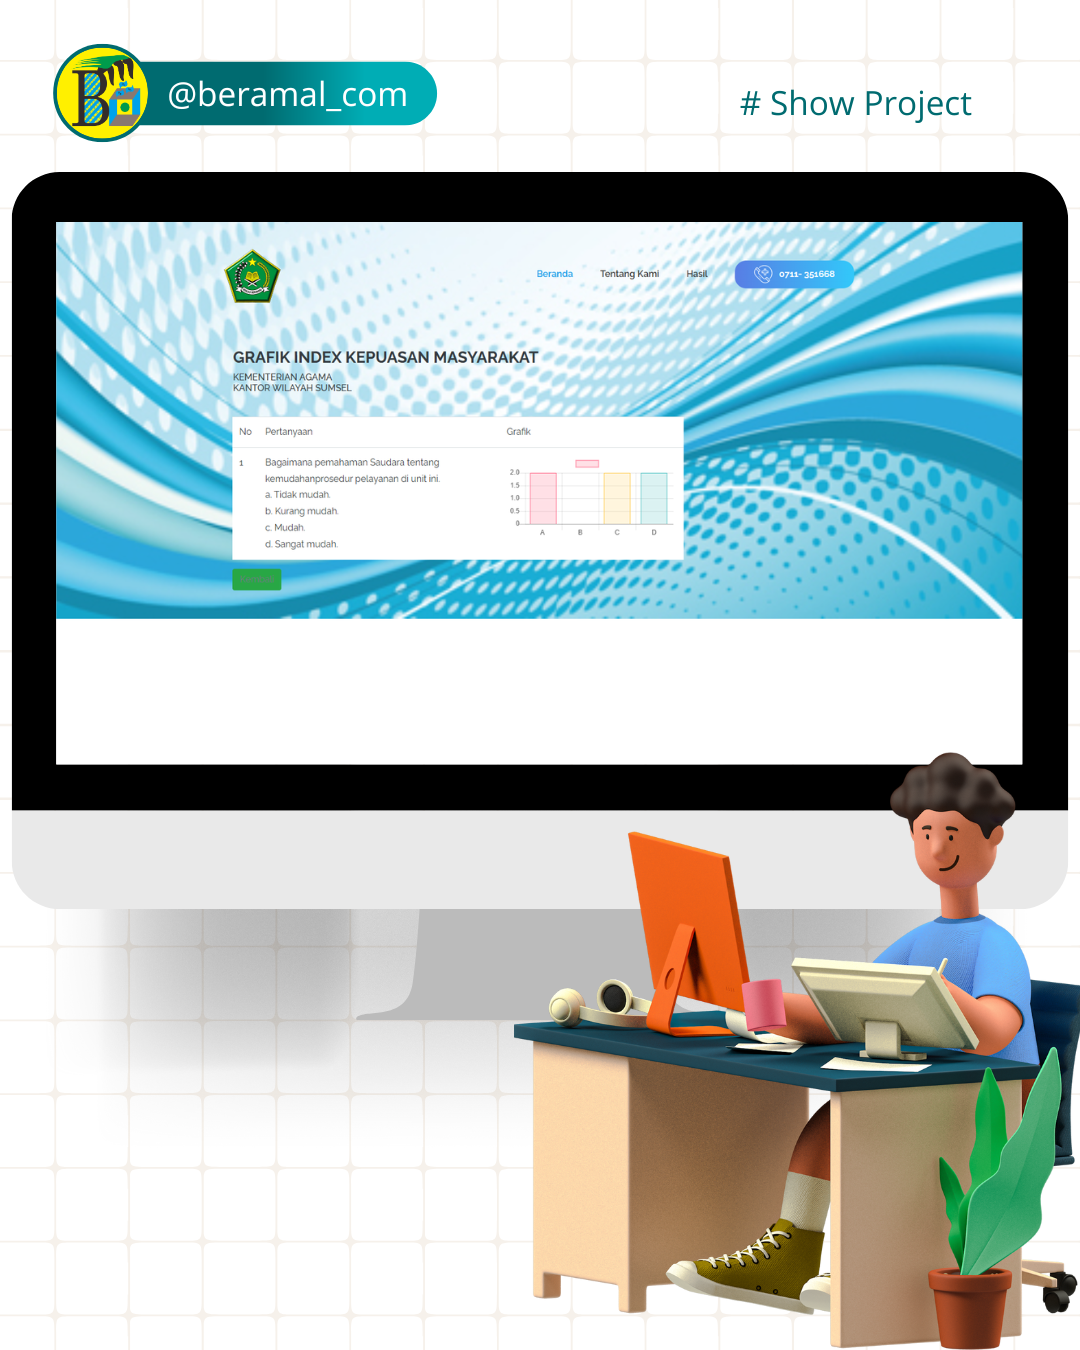 @beramal_com
# Show Project
Beranda
Tentang Kami
Hasil
0711- 351668
GRAFIK INDEX KEPUASAN MASYARAKAT
KEMENTERIAN AGAMA
KANTOR WILAYAH SUMSEL
No
Pertanyaan
Grafik
1
Bagaimana pemahaman Saudara tentang
kemudahanprosedur pelayanan di unit ini.
a. Tidak mudah.
b. Kurang mudah.
c. Mudah.
d. Sangat mudah.
2.0
1.5
1.0
0.5
0
A
B
C
D